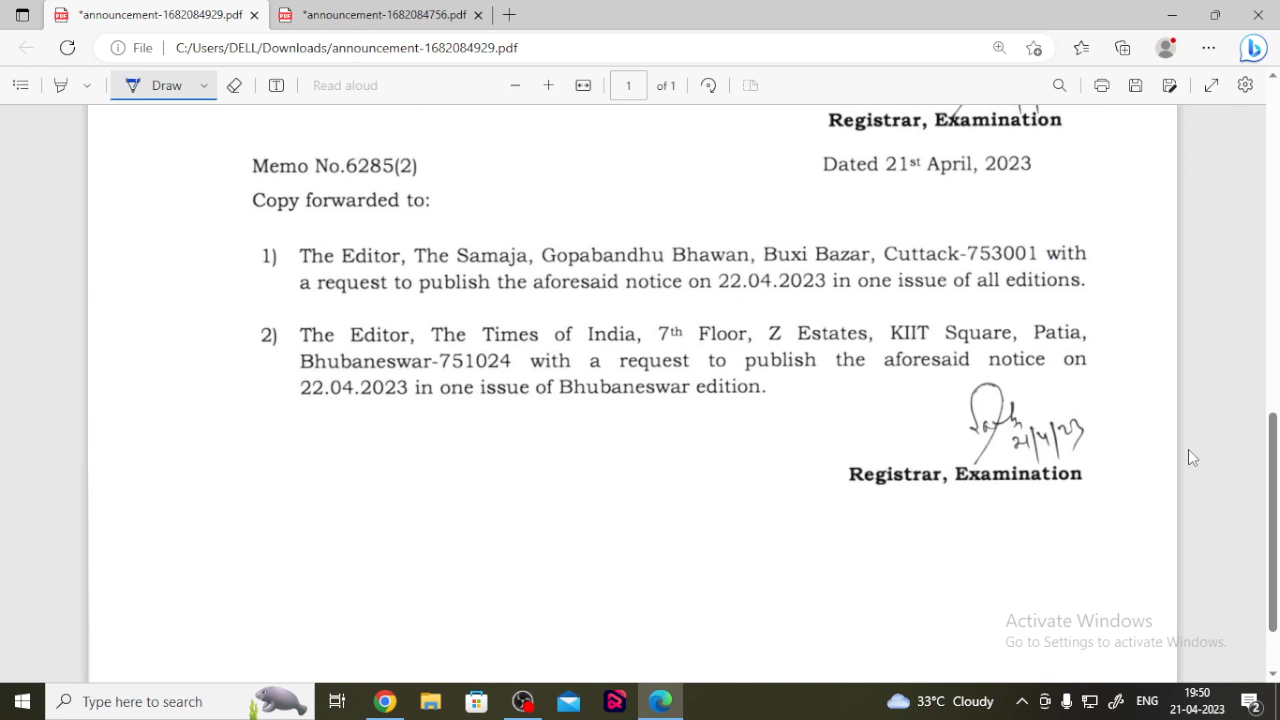 *announcement-1682084929.pdf
*announcement-1682084756.pdf
File C:/Users/DELL/Downloads/announcement-1682084929.pdf
Draw Read aloud 1 of 1
Registrar, Examination
Memo No.6285(2) Dated 21st April, 2023
Copy forwarded to:
1) The Editor, The Samaja, Gopabandhu Bhawan, Buxi Bazar, Cuttack-753001 with
a request to publish the aforesaid notice on 22.04.2023 in one issue of all editions.
2) The Editor, The Times of India, 7th Floor, Z Estates, KIIT Square, Patia,
Bhubaneswar-751024 with a request to publish the aforesaid notice on
22.04.2023 in one issue of Bhubaneswar edition.
21/4/23
Registrar, Examination
Activate Windows
Go to Settings to activate Windows.
Type here to search
33°C Cloudy
ENG
19:50
21-04-2023
2